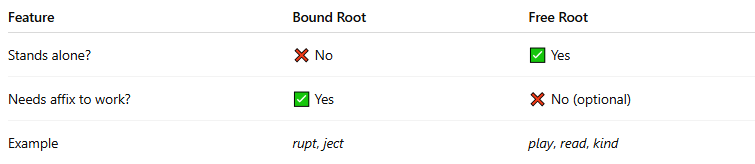 Feature Bound Root Free Root
Stands alone? ❌ No ✅ Yes
Needs affix to work? ✅ Yes ❌ No (optional)
Example rupt, ject play, read, kind